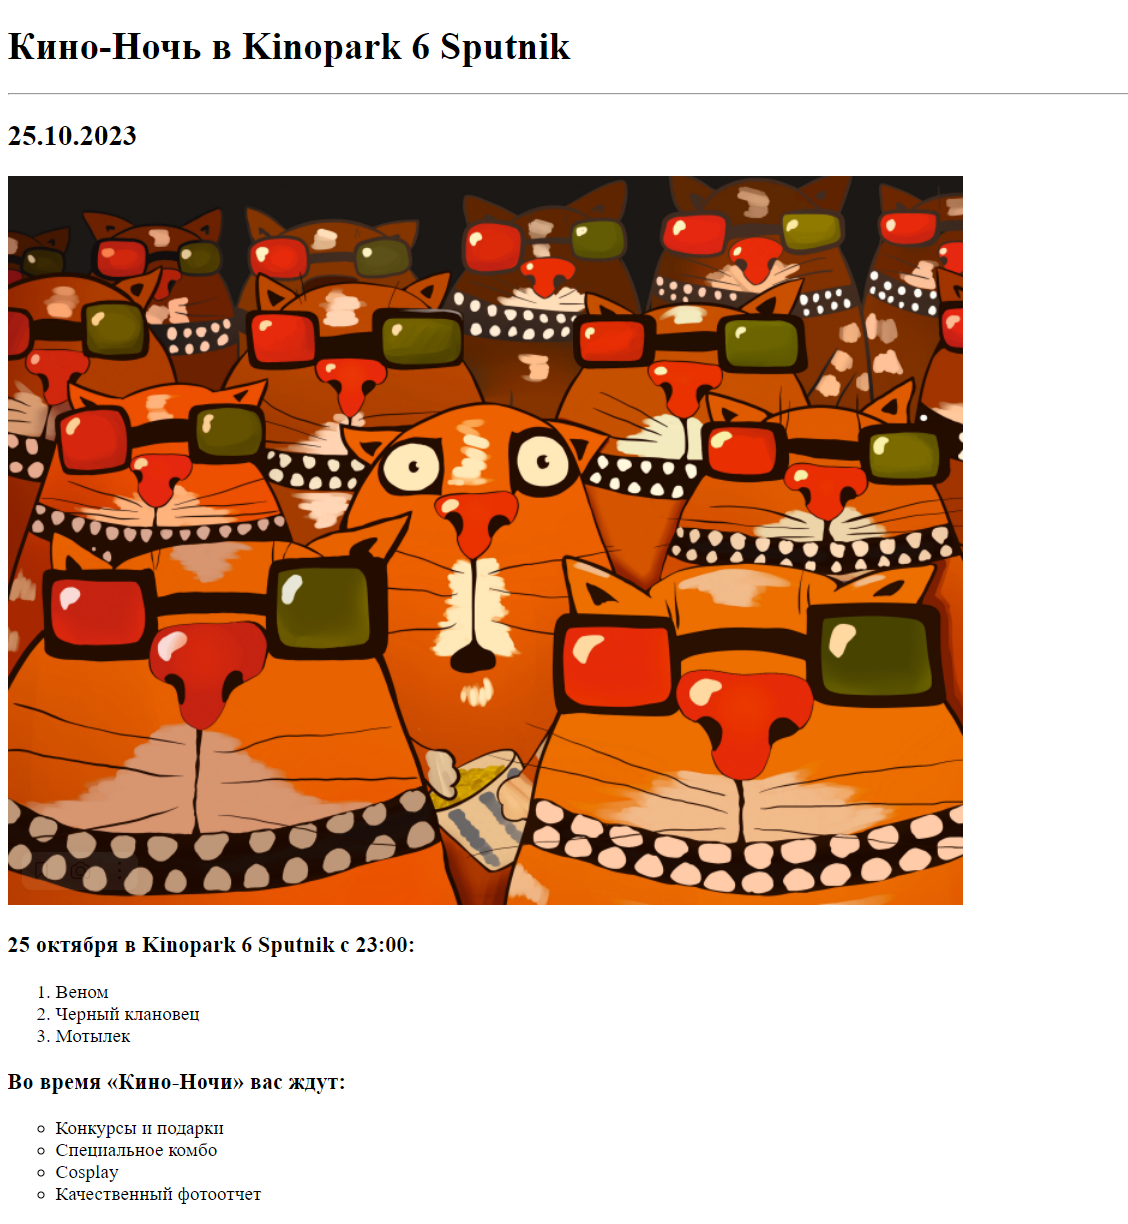 Кино-Ночь в Kinopark 6 Sputnik
25.10.2023
25 октября в Kinopark 6 Sputnik с 23:00:
1. Веном
2. Черный клановец
3. Мотылек
Во время «Кино-Ночи» вас ждут:
Конкурсы и подарки
Специальное комбо
Cosplay
Качественный фотоотчет